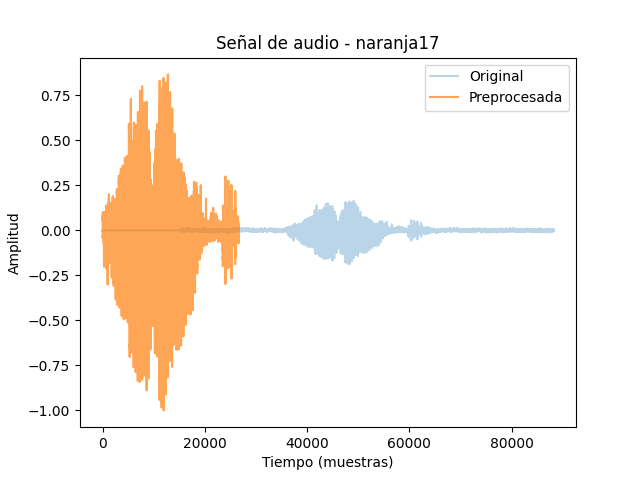 Señal de audio - naranja17
Original
Preprocesada
Amplitud
0.75
0.50
0.25
0.00
−0.25
−0.50
−0.75
−1.00
0 20000 40000 60000 80000
Tiempo (muestras)